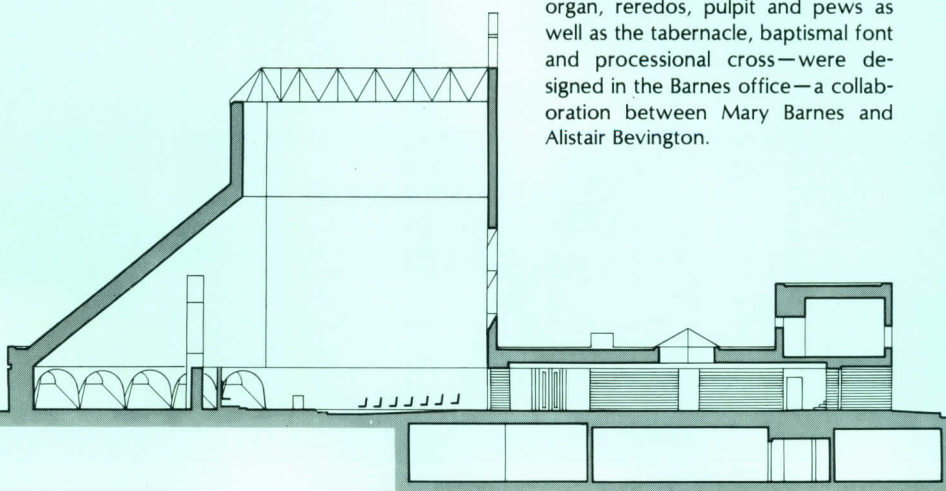 organ, reredos, pulpit and pews as
well as the tabernacle, baptismal font
and processional cross—were de-
signed in the Barnes office—a collab-
oration between Mary Barnes and
Alistair Bevington.